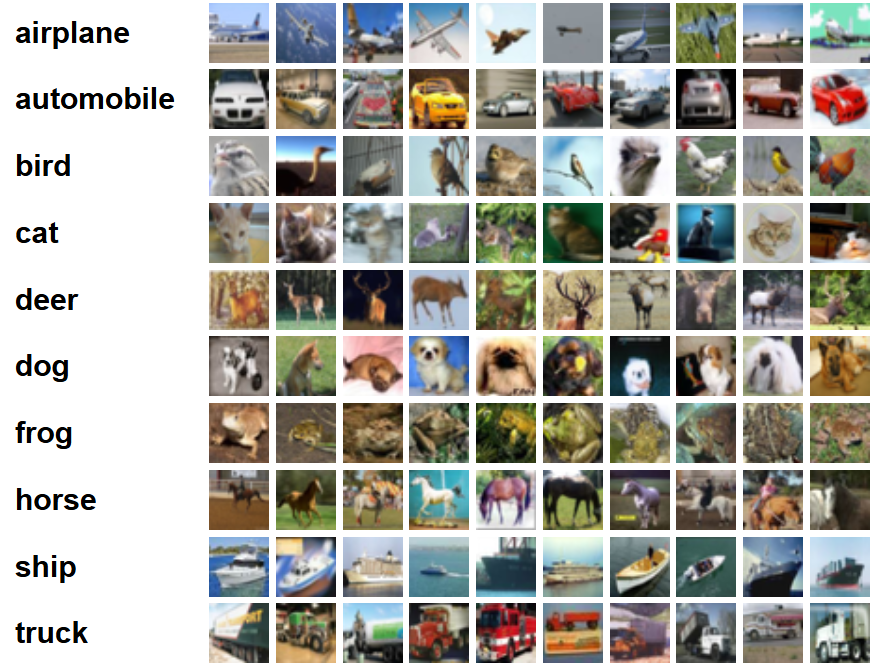 airplane
automobile
bird
cat
deer
dog
frog
horse
ship
truck